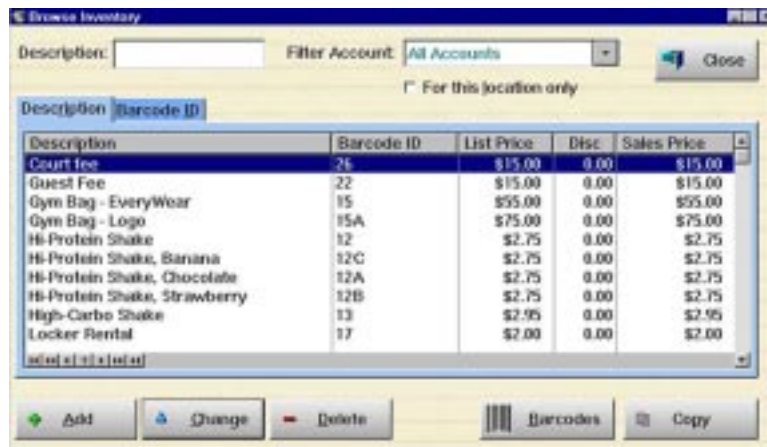 Browse Inventory
Description: Filter Account: All Accounts Close
For this location only
Description Barcode ID
Description Barcode ID List Price Disc Sales Price
Court fee 26 $15.00 0.00 $15.00
Guest Fee 22 $15.00 0.00 $15.00
Gym Bag - EveryWear 15 $55.00 0.00 $55.00
Gym Bag - Logo 15A $75.00 0.00 $75.00
Hi-Protein Shake 12 $2.75 0.00 $2.75
Hi-Protein Shake, Banana 12C $2.75 0.00 $2.75
Hi-Protein Shake, Chocolate 12A $2.75 0.00 $2.75
Hi-Protein Shake, Strawberry 12B $2.75 0.00 $2.75
High-Carbo Shake 13 $2.95 0.00 $2.95
Locker Rental 17 $2.00 0.00 $2.00
Add Change Delete Barcodes Copy